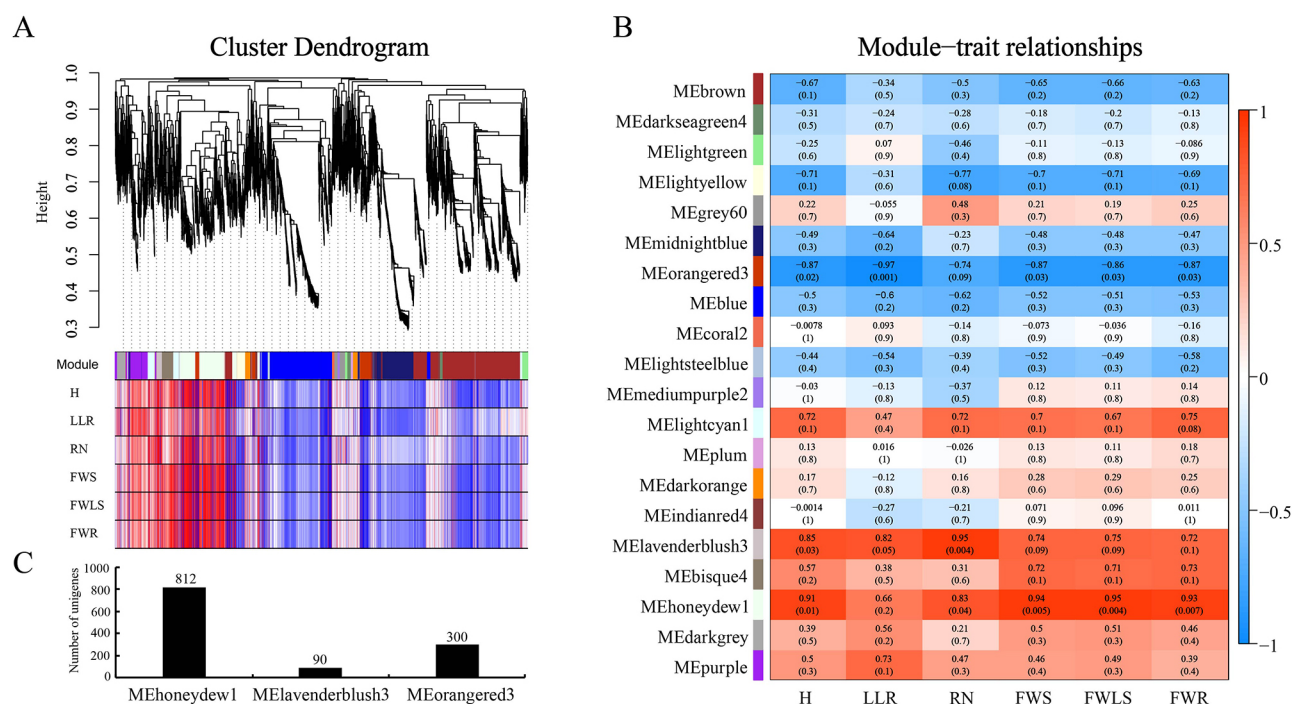 A
Cluster Dendrogram
Height
1.0
0.9
0.8
0.7
0.6
0.5
0.4
0.3
Module
H
LLR
RN
FWS
FWLS
FWR
C
Number of unigenes
1000
800
600
400
200
0
812
90
300
MEhoneydew1 MElavenderblush3 MEorangered3
B
Module−trait relationships
MEbrown −0.67 −0.34 −0.5 −0.65 −0.66 −0.63
(0.1) (0.5) (0.3) (0.2) (0.2) (0.2)
MEdarkseagreen4 −0.31 −0.24 −0.28 −0.18 −0.2 −0.13
(0.5) (0.7) (0.6) (0.7) (0.7) (0.8)
MElightgreen −0.25 0.07 −0.46 −0.11 −0.13 −0.086
(0.6) (0.9) (0.4) (0.8) (0.8) (0.9)
MElightyellow −0.71 −0.31 −0.77 −0.7 −0.71 −0.69
(0.1) (0.6) (0.08) (0.1) (0.1) (0.1)
MEgrey60 0.22 −0.055 0.48 0.21 0.19 0.25
(0.7) (0.9) (0.3) (0.7) (0.7) (0.6)
MEmidnightblue −0.49 −0.64 −0.23 −0.48 −0.48 −0.47
(0.3) (0.2) (0.7) (0.3) (0.3) (0.3)
MEorangered3 −0.87 −0.97 −0.74 −0.87 −0.86 −0.87
(0.02) (0.001) (0.09) (0.03) (0.03) (0.03)
MEblue −0.5 −0.6 −0.62 −0.52 −0.51 −0.53
(0.3) (0.2) (0.2) (0.3) (0.3) (0.3)
MEcoral2 −0.0078 0.093 −0.14 −0.073 −0.036 −0.16
(1) (0.9) (0.8) (0.9) (0.9) (0.8)
MElightsteelblue −0.44 −0.54 −0.39 −0.52 −0.49 −0.58
(0.4) (0.3) (0.4) (0.3) (0.3) (0.2)
MEmediumpurple2 −0.03 −0.13 −0.37 0.12 0.11 0.14
(1) (0.8) (0.5) (0.8) (0.8) (0.8)
MElightcyan1 0.72 0.47 0.72 0.7 0.67 0.75
(0.1) (0.4) (0.1) (0.1) (0.1) (0.08)
MEplum 0.13 0.016 −0.026 0.13 0.11 0.18
(0.8) (1) (1) (0.8) (0.8) (0.7)
MEdarkorange 0.17 −0.12 0.16 0.28 0.29 0.25
(0.7) (0.8) (0.8) (0.6) (0.6) (0.6)
MEindianred4 −0.0014 −0.27 −0.21 0.071 0.096 0.011
(1) (0.6) (0.7) (0.9) (0.9) (1)
MElavenderblush3 0.85 0.82 0.95 0.74 0.75 0.72
(0.03) (0.05) (0.004) (0.09) (0.09) (0.1)
MEbisque4 0.57 0.38 0.31 0.72 0.71 0.73
(0.2) (0.5) (0.6) (0.1) (0.1) (0.1)
MEhoneydew1 0.91 0.66 0.83 0.94 0.95 0.93
(0.01) (0.2) (0.04) (0.005) (0.004) (0.007)
MEdarkgrey 0.39 0.56 0.21 0.5 0.51 0.46
(0.5) (0.2) (0.7) (0.3) (0.3) (0.4)
MEpurple 0.5 0.73 0.47 0.46 0.49 0.39
(0.3) (0.1) (0.3) (0.4) (0.3) (0.4)
H LLR RN FWS FWLS FWR
1
0.5
0
−0.5
−1